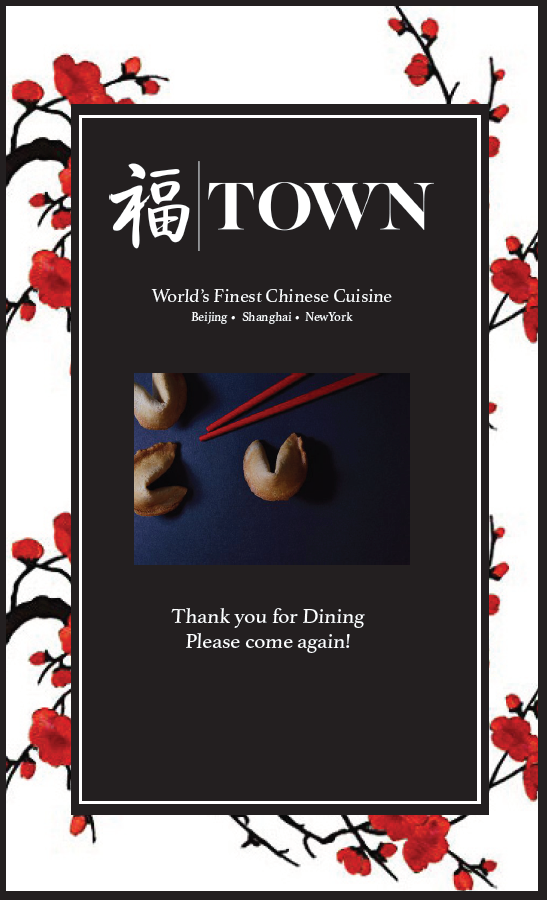 福 TOWN
World's Finest Chinese Cuisine
Beijing • Shanghai • NewYork
Thank you for Dining
Please come again!